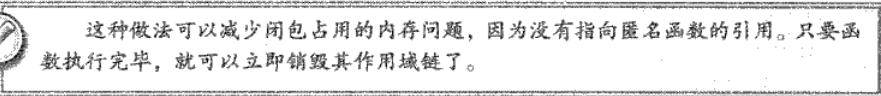 这种做法可以减少闭包占用的内存问题，因为没有指向匿名函数的引用。只要函
数执行完毕，就可以立即销毁其作用域链了。